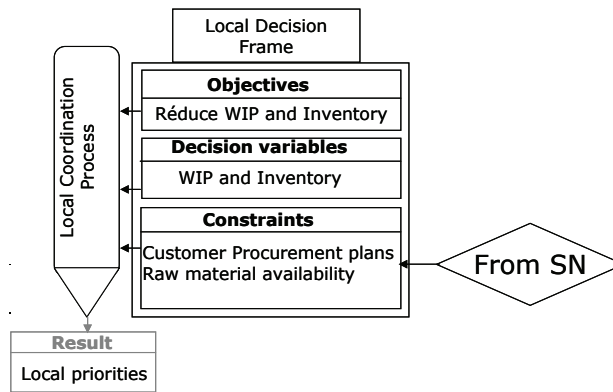 Local Decision
Frame
Objectives
Réduce WIP and Inventory
Decision variables
WIP and Inventory
Constraints
Customer Procurement plans
Raw material availability
Local Coordination
Process
From SN
Result
Local priorities